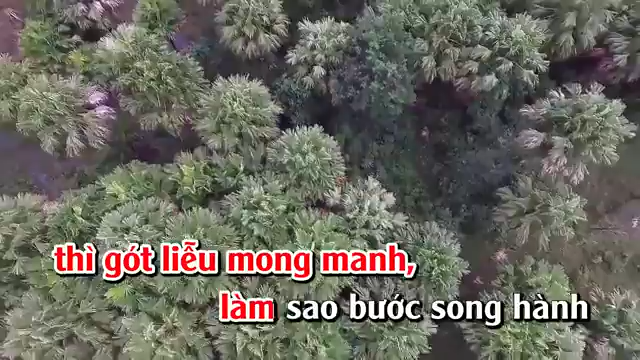 thì gót liễu mong manh,
làm sao bước song hành